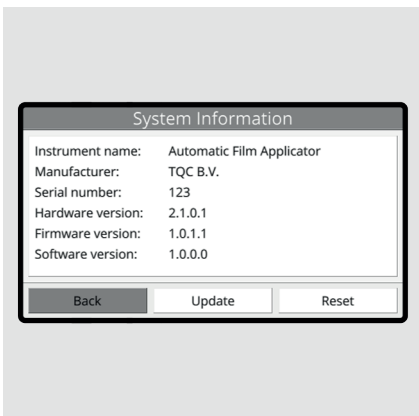 System Information
Instrument name: Automatic Film Applicator
Manufacturer: TQC B.V.
Serial number: 123
Hardware version: 2.1.0.1
Firmware version: 1.0.1.1
Software version: 1.0.0.0
Back Update Reset